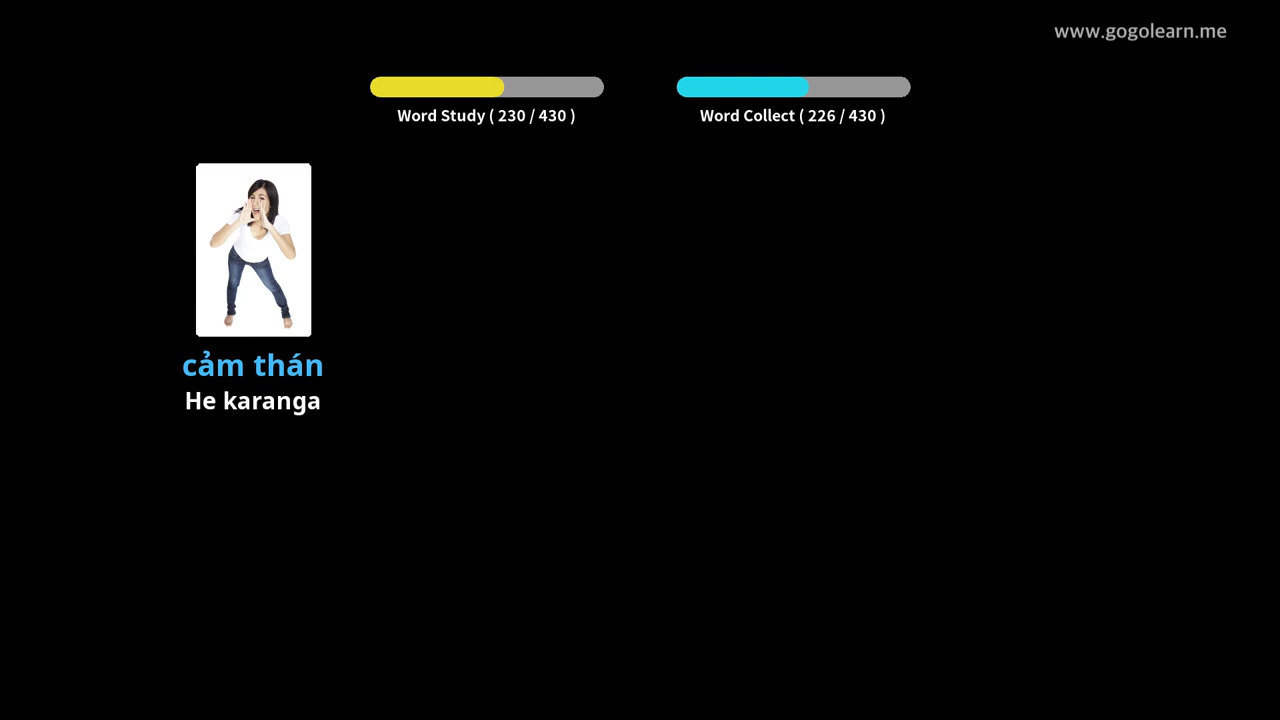 www.gogolearn.me
Word Study ( 230 / 430 )
Word Collect ( 226 / 430 )
cảm thán
He karanga